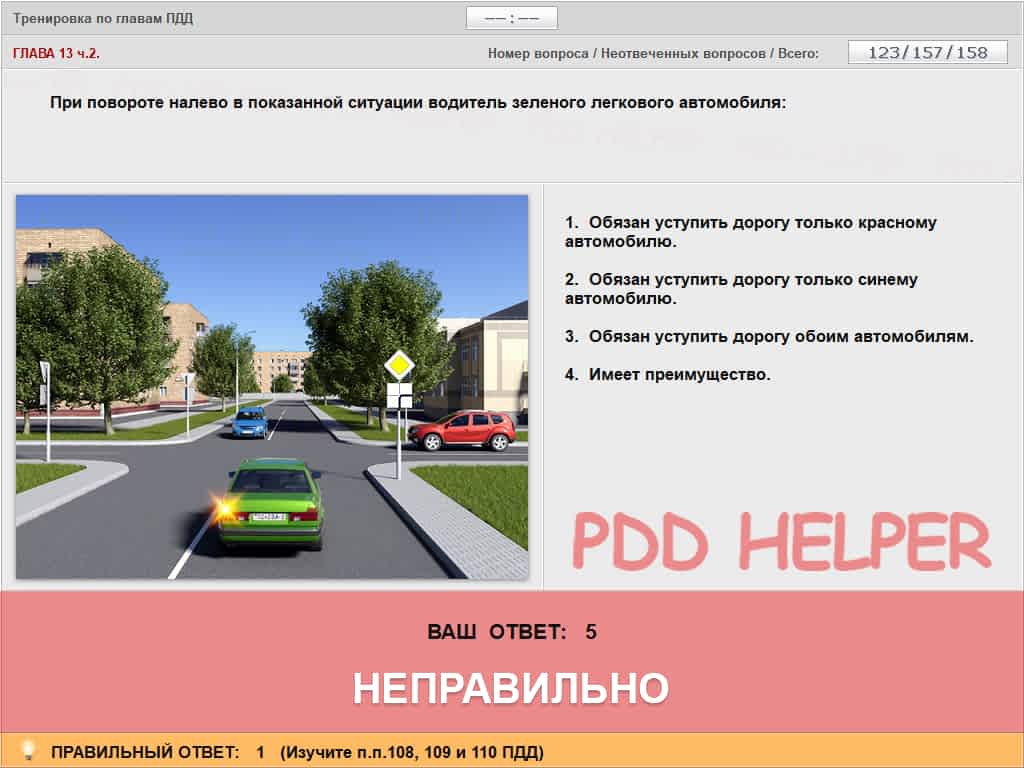 Тренировка по главам ПДД
—— : ——
ГЛАВА 13 ч.2.
Номер вопроса / Неотвеченных вопросов / Всего:
123/157/158
При повороте налево в показанной ситуации водитель зеленого легкового автомобиля:
1. Обязан уступить дорогу только красному
автомобилю.
2. Обязан уступить дорогу только синему
автомобилю.
3. Обязан уступить дорогу обоим автомобилям.
4. Имеет преимущество.
PDD HELPER
ВАШ ОТВЕТ: 5
НЕПРАВИЛЬНО
ПРАВИЛЬНЫЙ ОТВЕТ: 1 (Изучите п.п.108, 109 и 110 ПДД)